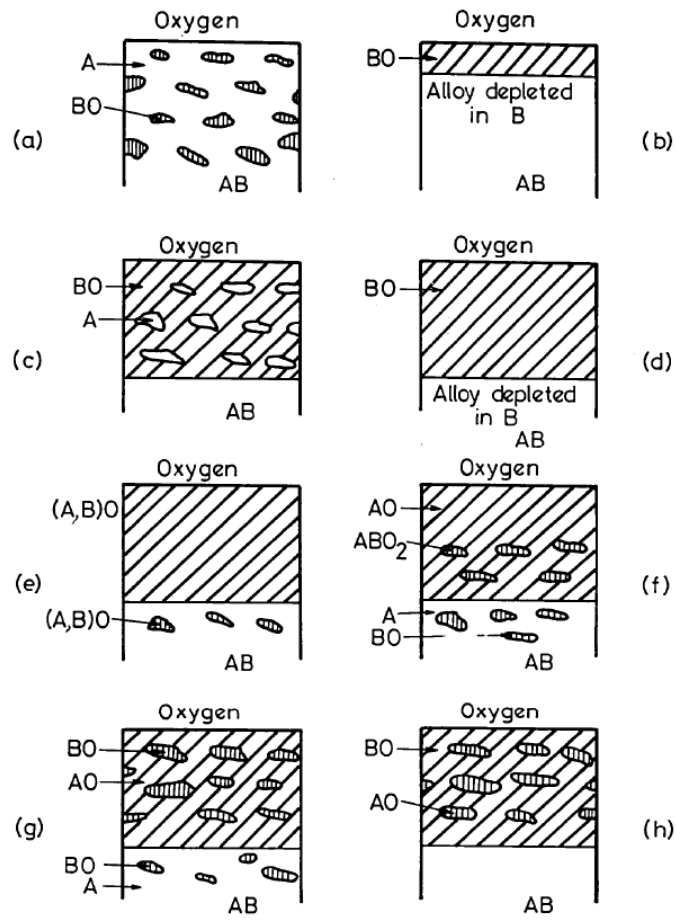 Oxygen
A
BO
(a)
AB
Oxygen
BO
Alloy depleted
in B
(b)
AB
Oxygen
BO
A
(c)
AB
Oxygen
BO
(d)
Alloy depleted
in B
AB
Oxygen
(A,B)O
(e)
(A,B)O
AB
Oxygen
AO
ABO2
(f)
A
BO
AB
Oxygen
BO
AO
(g)
BO
A
AB
Oxygen
BO
AO
(h)
AB